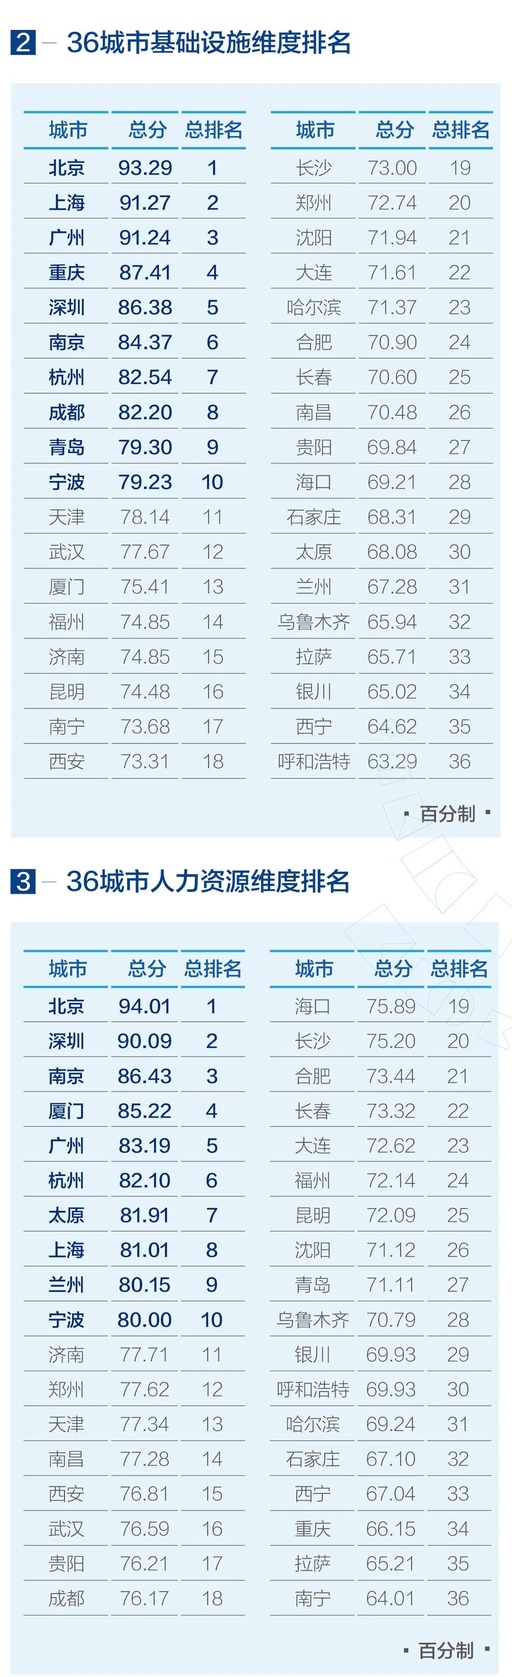 2 — 36城市基础设施维度排名
城市 总分 总排名 城市 总分 总排名
北京 93.29 1 长沙 73.00 19
上海 91.27 2 郑州 72.74 20
广州 91.24 3 沈阳 71.94 21
重庆 87.41 4 大连 71.61 22
深圳 86.38 5 哈尔滨 71.37 23
南京 84.37 6 合肥 70.90 24
杭州 82.54 7 长春 70.60 25
成都 82.20 8 南昌 70.48 26
青岛 79.30 9 贵阳 69.84 27
宁波 79.23 10 海口 69.21 28
天津 78.14 11 石家庄 68.31 29
武汉 77.67 12 太原 68.08 30
厦门 75.41 13 兰州 67.28 31
福州 74.85 14 乌鲁木齐 65.94 32
济南 74.85 15 拉萨 65.71 33
昆明 74.48 16 银川 65.02 34
南宁 73.68 17 西宁 64.62 35
西安 73.31 18 呼和浩特 63.29 36
▪ 百分制 ▪
3 — 36城市人力资源维度排名
城市 总分 总排名 城市 总分 总排名
北京 94.01 1 海口 75.89 19
深圳 90.09 2 长沙 75.20 20
南京 86.43 3 合肥 73.44 21
厦门 85.22 4 长春 73.32 22
广州 83.19 5 大连 72.62 23
杭州 82.10 6 福州 72.14 24
太原 81.91 7 昆明 72.09 25
上海 81.01 8 沈阳 71.12 26
兰州 80.15 9 青岛 71.11 27
宁波 80.00 10 乌鲁木齐 70.79 28
济南 77.71 11 银川 69.93 29
郑州 77.62 12 呼和浩特 69.93 30
天津 77.34 13 哈尔滨 69.24 31
南昌 77.28 14 石家庄 67.10 32
西安 76.81 15 西宁 67.04 33
武汉 76.59 16 重庆 66.15 34
贵阳 76.21 17 拉萨 65.21 35
成都 76.17 18 南宁 64.01 36
▪ 百分制 ▪